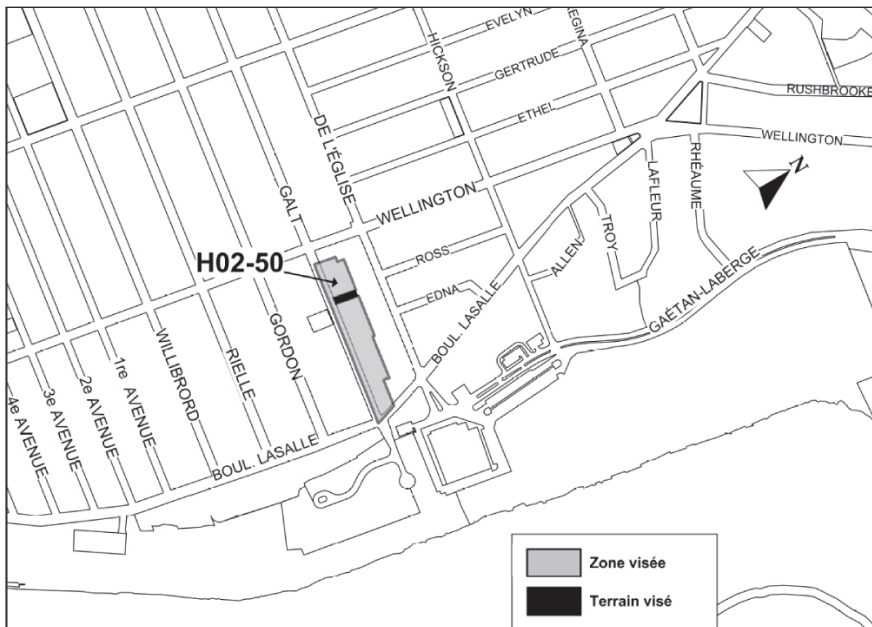 EVELYN
REGINA
HICKSON
GERTRUDE
RUSHBROOKE
ETHEL
DE L'ÉGLISE
WELLINGTON
RHÉAUME
LAFLEUR
N
WELLINGTON
GALT
TROY
ROSS
ALLEN
H02-50
EDNA
GAÉTAN-LABERGE
BOUL. LASALLE
GORDON
RIELLE
WILLIBRORD
1re AVENUE
2e AVENUE
3e AVENUE
4e AVENUE
BOUL. LASALLE
Zone visée
Terrain visé